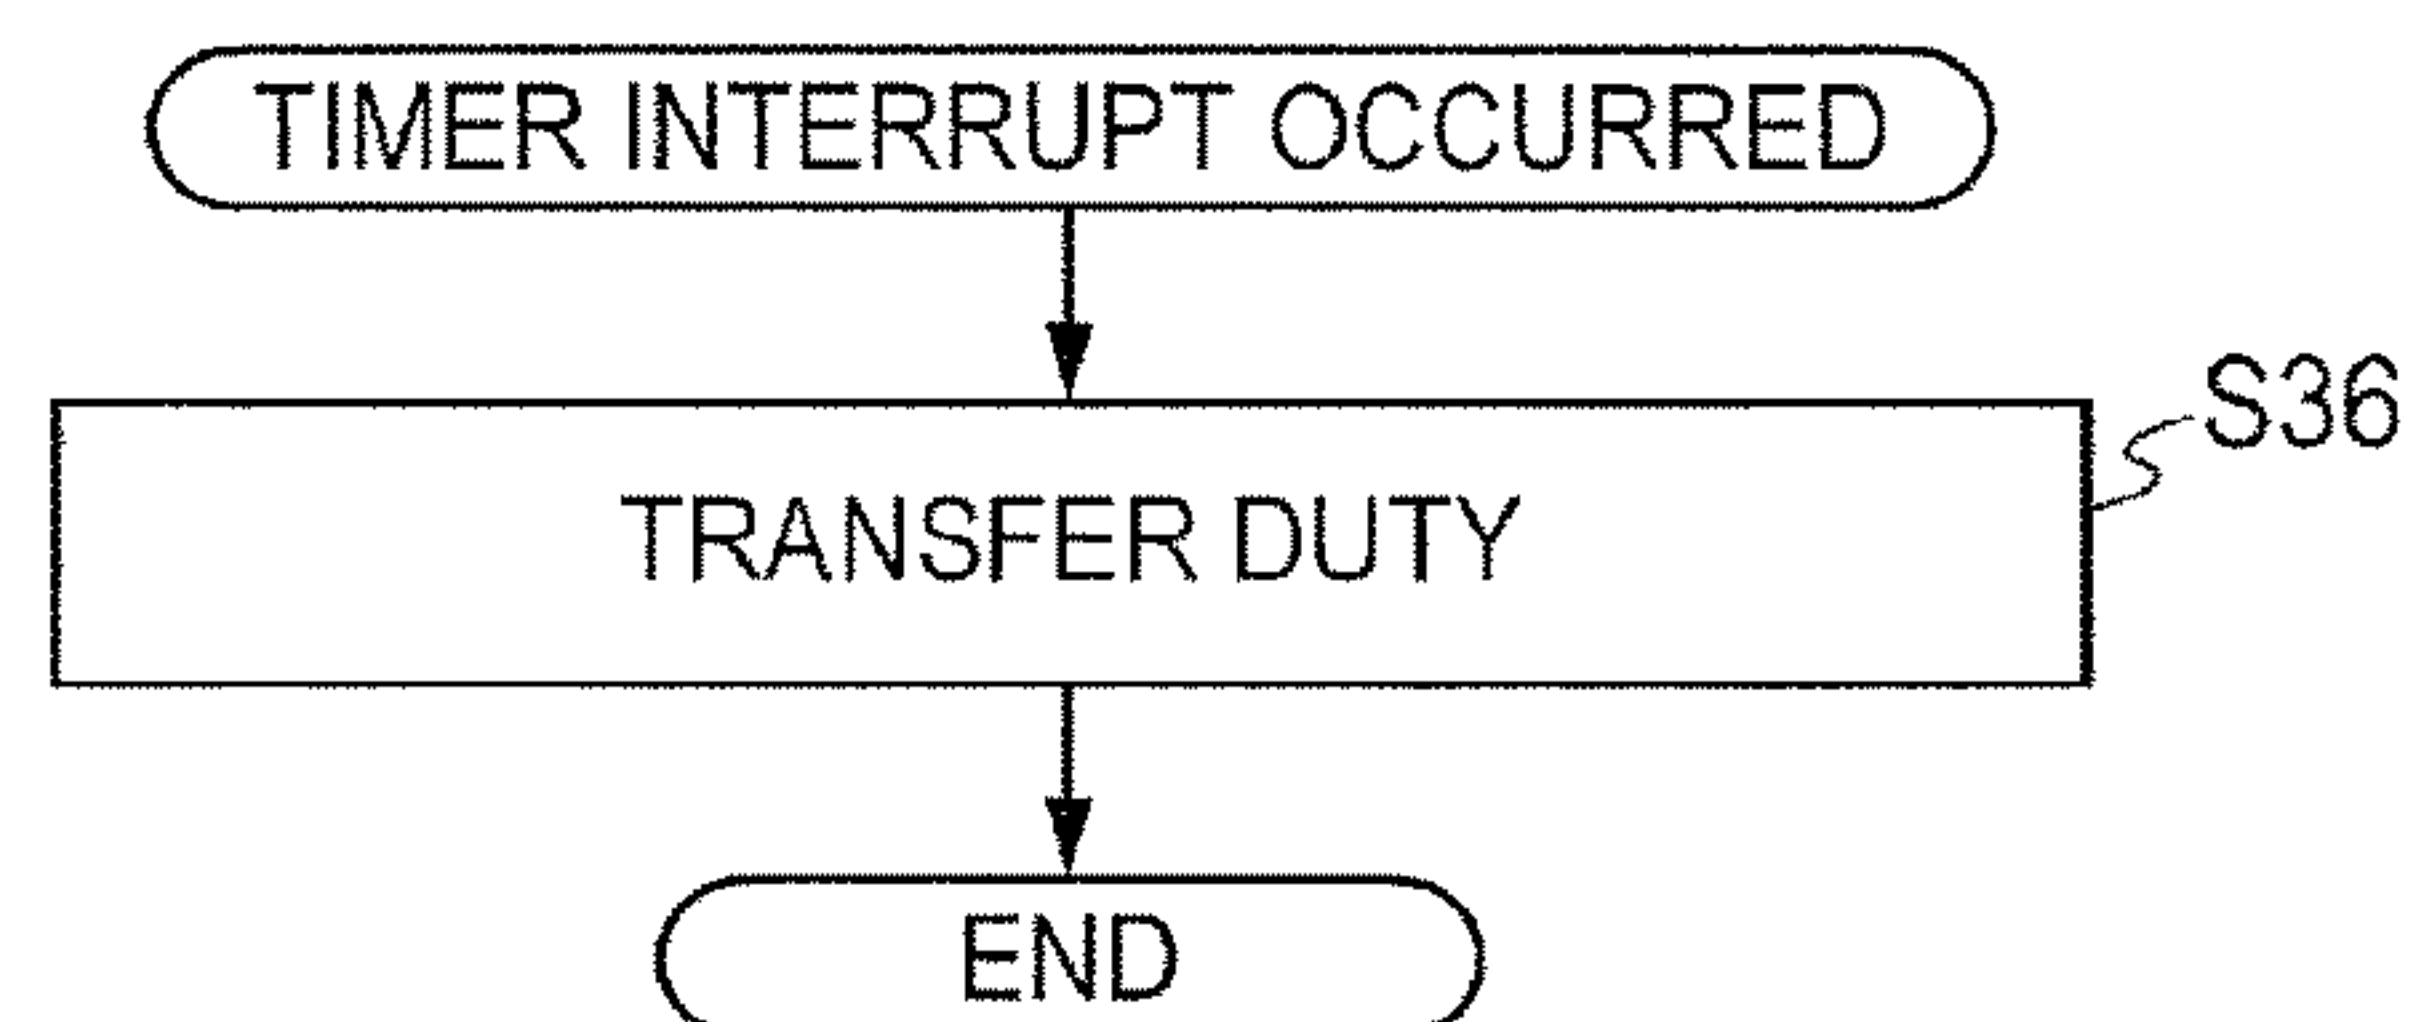 TIMER INTERRUPT OCCURRED
S36
TRANSFER DUTY
END